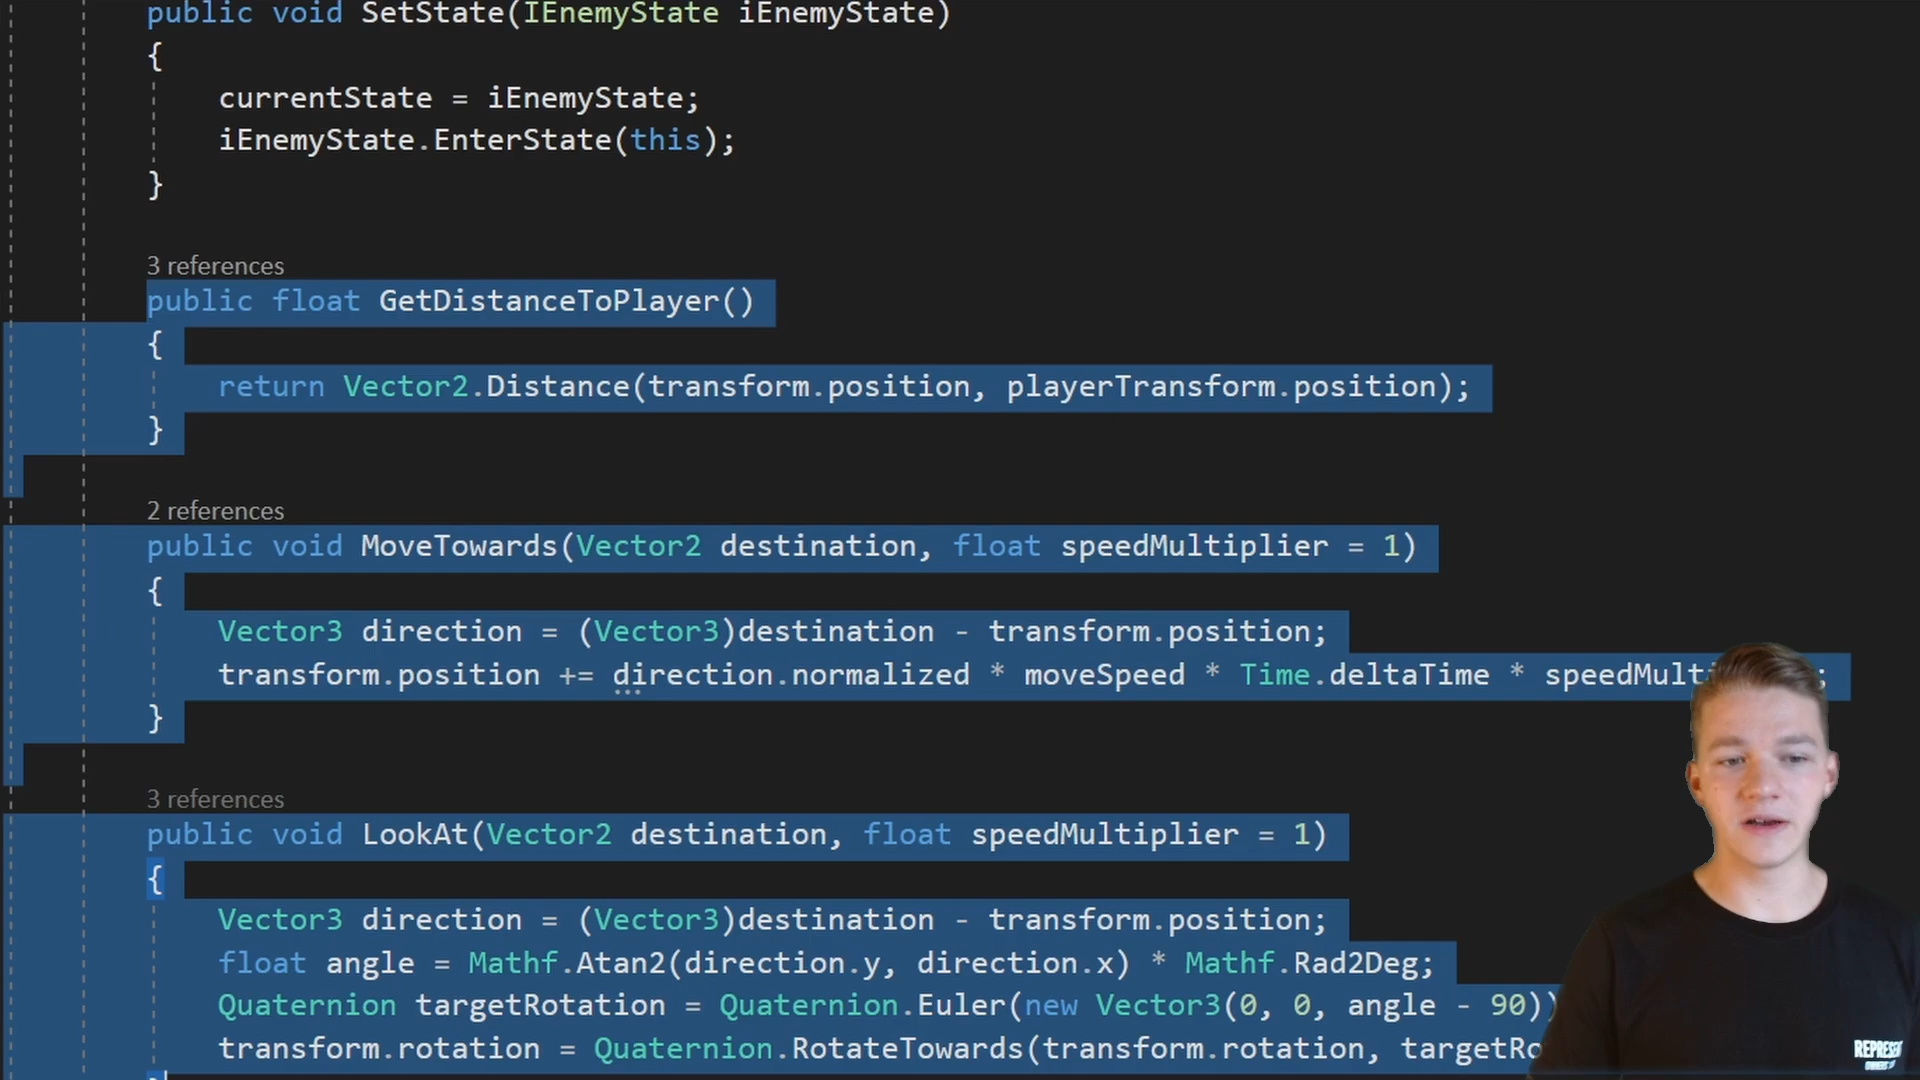 public void SetState(IEnemyState iEnemyState)
{
currentState = iEnemyState;
iEnemyState.EnterState(this);
}
3 references
public float GetDistanceToPlayer()
{
return Vector2.Distance(transform.position, playerTransform.position);
}
2 references
public void MoveTowards(Vector2 destination, float speedMultiplier = 1)
{
Vector3 direction = (Vector3)destination - transform.position;
transform.position += direction.normalized * moveSpeed * Time.deltaTime * speedMulti ;
}
3 references
public void LookAt(Vector2 destination, float speedMultiplier = 1)
{
Vector3 direction = (Vector3)destination - transform.position;
float angle = Mathf.Atan2(direction.y, direction.x) * Mathf.Rad2Deg;
Quaternion targetRotation = Quaternion.Euler(new Vector3(0, 0, angle - 90))
transform.rotation = Quaternion.RotateTowards(transform.rotation, targetRo
REPRESENT